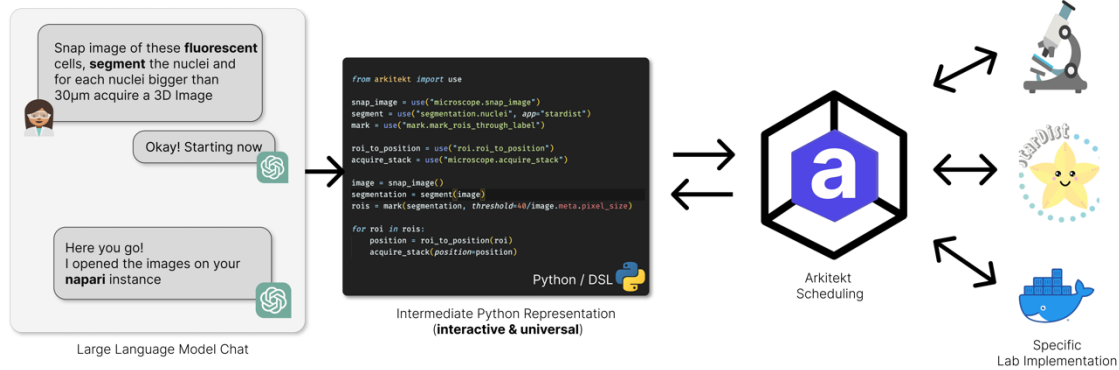 Snap image of these fluorescent
cells, segment the nuclei and
for each nuclei bigger than
30µm acquire a 3D Image
Okay! Starting now
Here you go!
I opened the images on your
napari instance
Large Language Model Chat
from arkitekt import use
snap_image = use("microscope.snap_image")
segment = use("segmentation.nuclei", app="stardist")
mark = use("mark.mark_rois_through_label")
roi_to_position = use("roi.roi_to_position")
acquire_stack = use("microscope.acquire_stack")
image = snap_image()
segmentation = segment(image)
rois = mark(segmentation, threshold=40/image.meta.pixel_size)
for roi in rois:
position = roi_to_position(roi)
acquire_stack(position=position)
Python / DSL
Intermediate Python Representation
(interactive & universal)
a
Arkitekt
Scheduling
StarDist
Specific
Lab Implementation